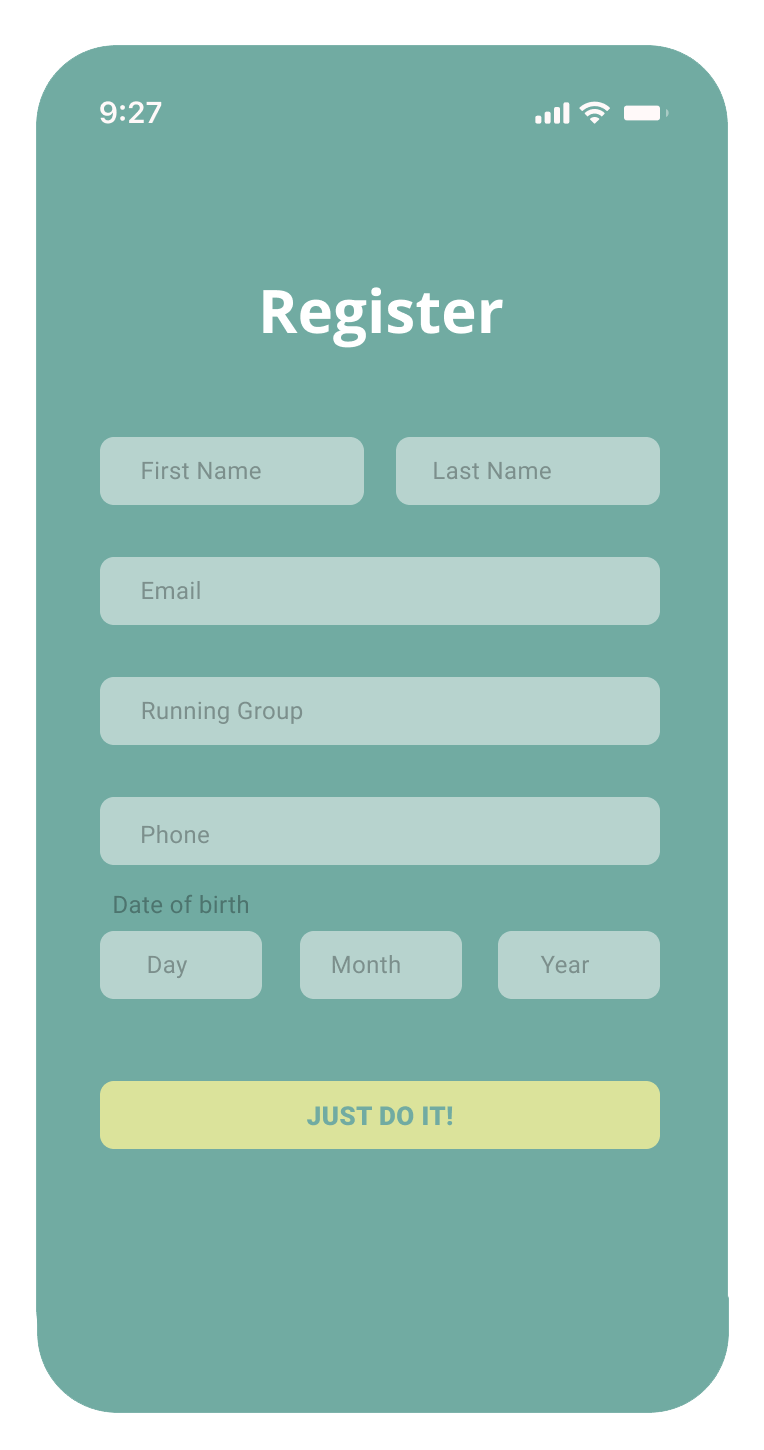 9:27
Register
First Name Last Name
Email
Running Group
Phone
Date of birth
Day Month Year
JUST DO IT!